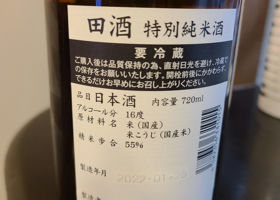 田酒 特別純米酒
要冷蔵
ご購入後は品質保持の為、直射日光を避け、冷蔵で
の保存をお願いいたします。開栓前後にかかわらず、
できるだけお早めにお召し上がりください。
品目 日本酒 内容量 720ml
アルコール分 16度
原材料名 米(国産)
米こうじ(国産米)
精米歩合 55%
製造年月